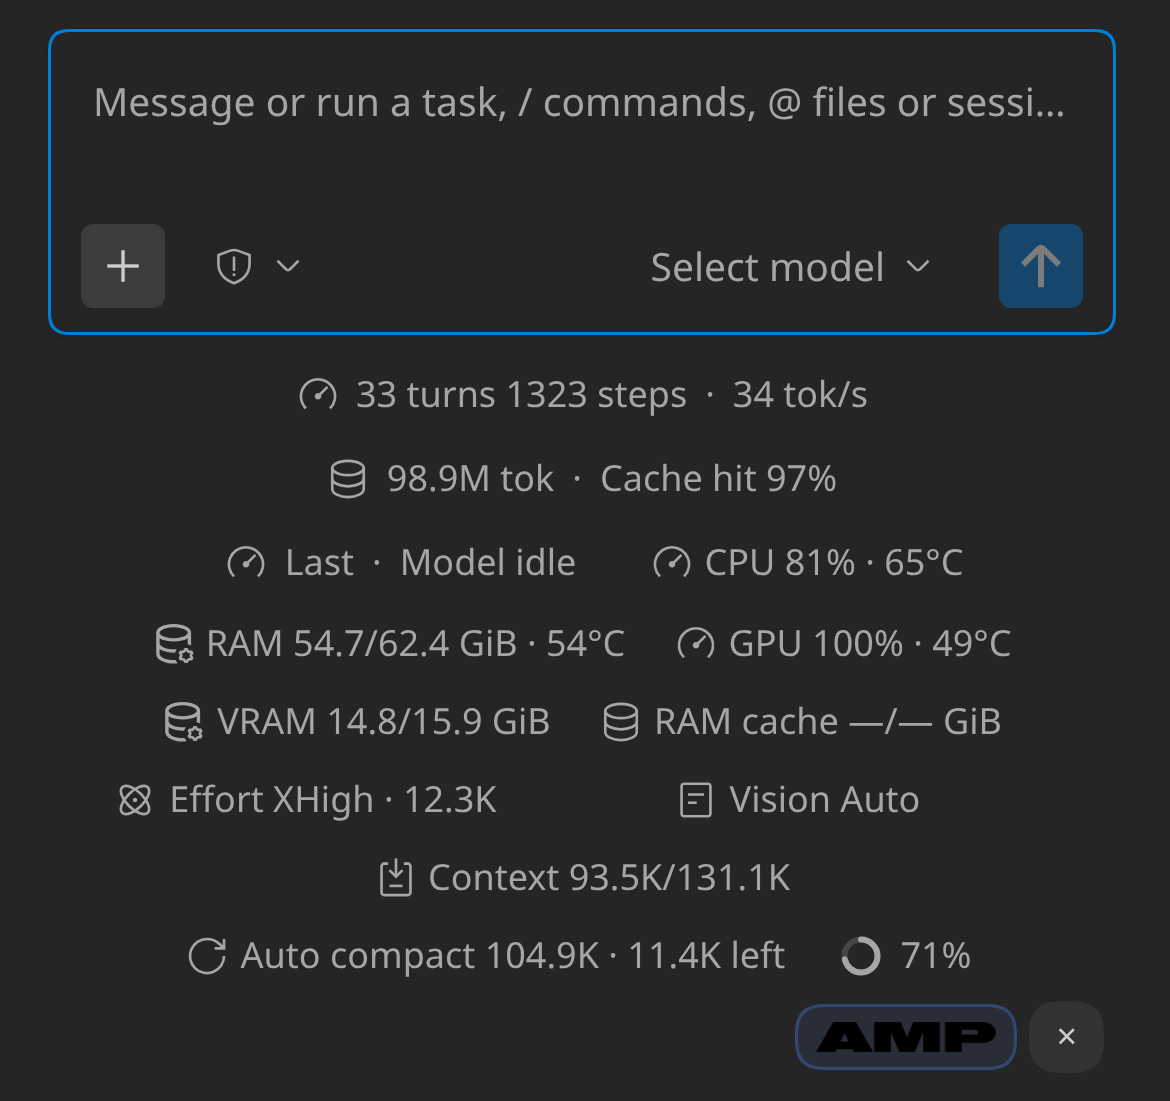 Message or run a task, / commands, @ files or sessi...
Select model
33 turns 1323 steps · 34 tok/s
98.9M tok · Cache hit 97%
Last · Model idle CPU 81% · 65°C
RAM 54.7/62.4 GiB · 54°C GPU 100% · 49°C
VRAM 14.8/15.9 GiB RAM cache —/— GiB
Effort XHigh · 12.3K Vision Auto
Context 93.5K/131.1K
Auto compact 104.9K · 11.4K left 71%
AMP